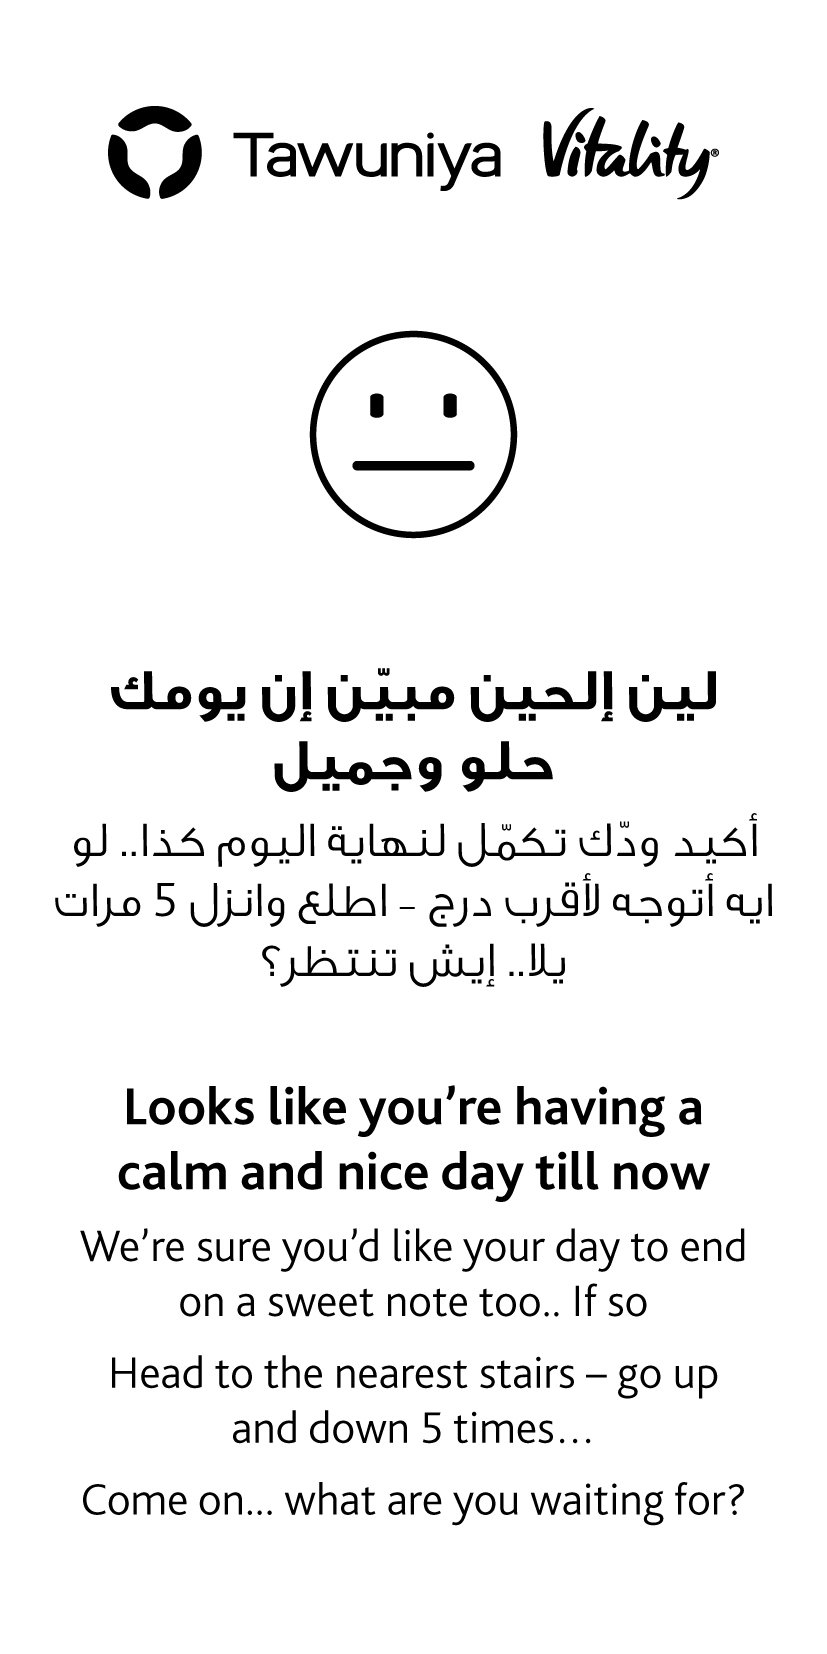 Tawuniya Vitality®
لين إلحين مبيّن إن يومك
حلو وجميل
أكيد ودّك تكمّل لنهاية اليوم كذا.. لو
ايه أتوجه لأقرب درج – اطلع وانزل 5 مرات
يلا.. إيش تنتظر؟
Looks like you’re having a
calm and nice day till now
We’re sure you’d like your day to end
on a sweet note too.. If so
Head to the nearest stairs – go up
and down 5 times…
Come on... what are you waiting for?